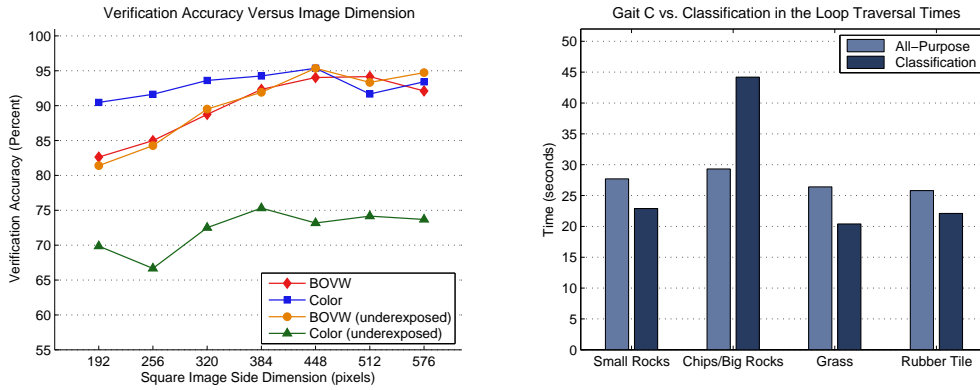 Verification Accuracy Versus Image Dimension
100
95
90
85
80
75
70
65
60
55
Verification Accuracy (Percent)
BOVW
Color
BOVW (underexposed)
Color (underexposed)
192 256 320 384 448 512 576
Square Image Side Dimension (pixels)
Gait C vs. Classification in the Loop Traversal Times
All-Purpose
Classification
50
45
40
35
30
25
20
15
10
5
0
Time (seconds)
Small Rocks Chips/Big Rocks Grass Rubber Tile